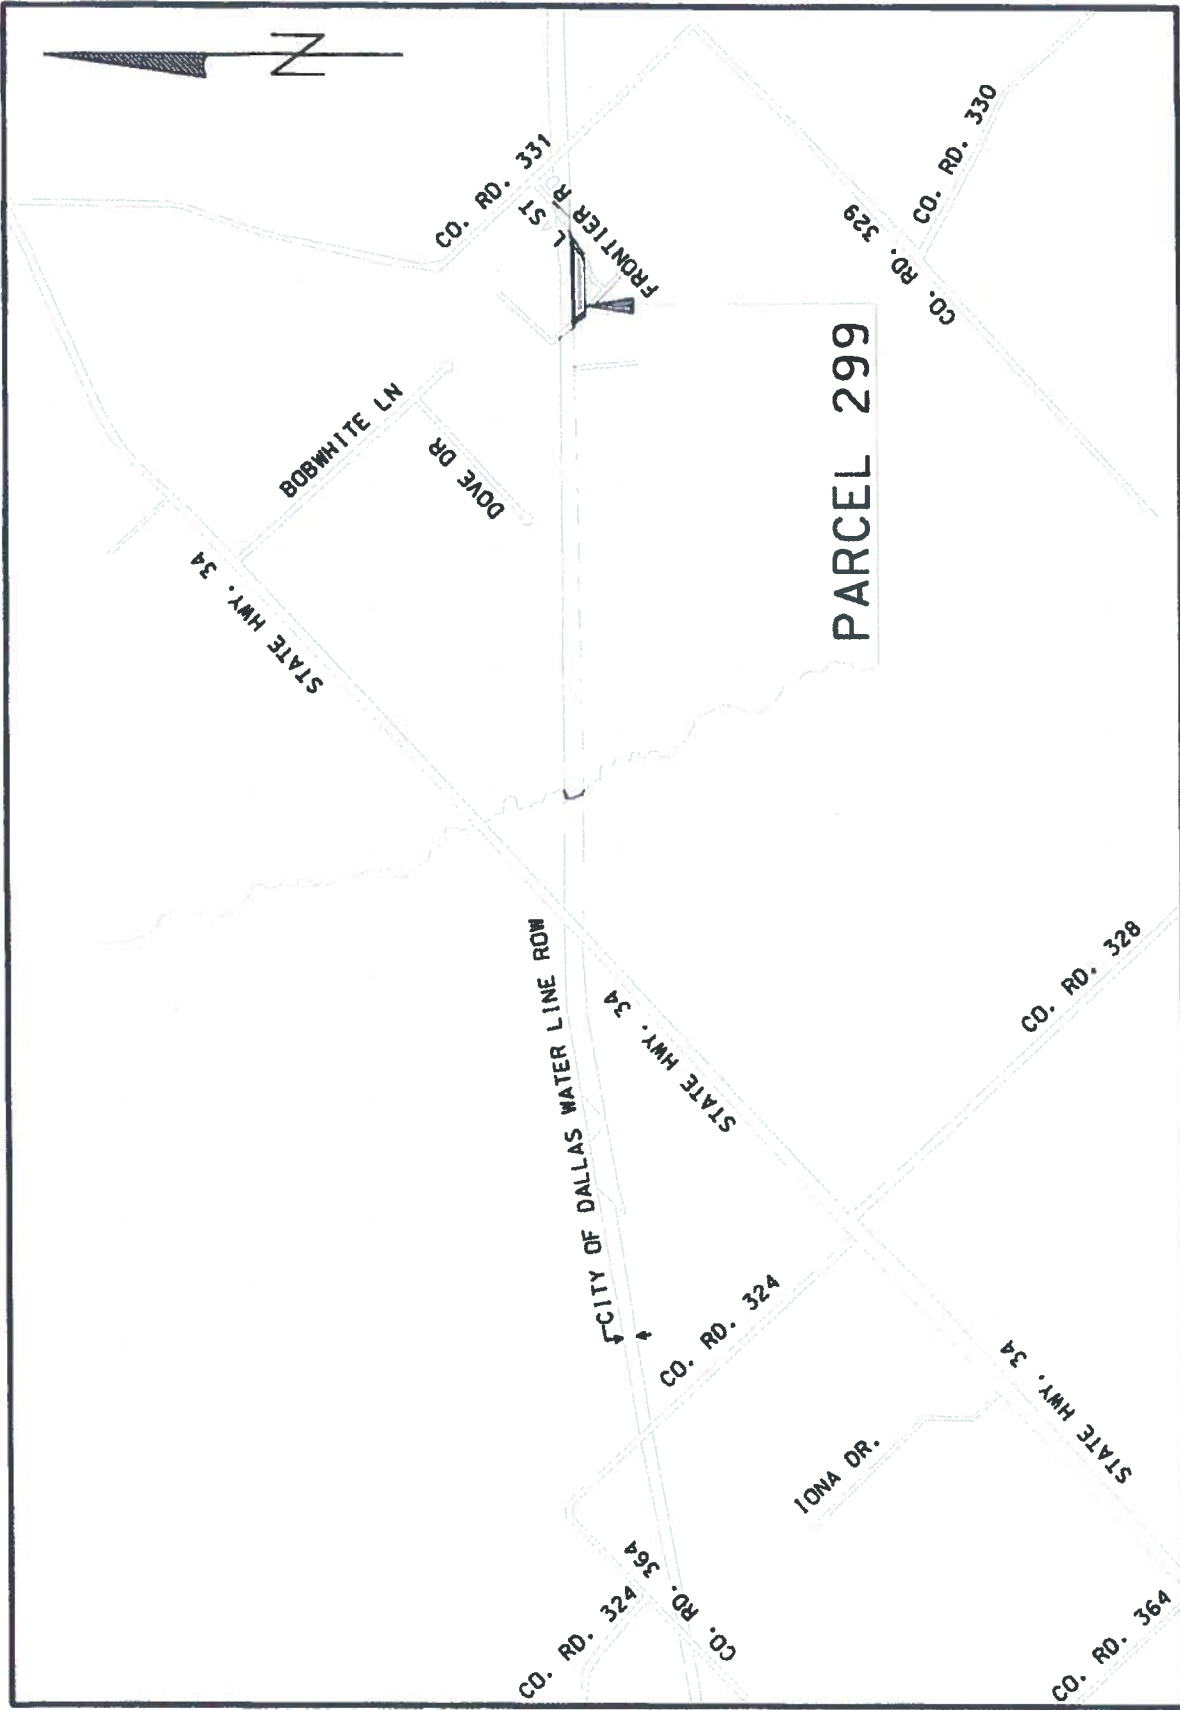 N
CO. RD. 331
L ST
FRONTIER R
CO. RD. 330
CO. RD. 329
BOBWHITE LN
DOVE DR
PARCEL 299
STATE HWY. 34
CITY OF DALLAS WATER LINE ROW
STATE HWY. 34
CO. RD. 328
CO. RD. 324
STATE HWY. 34
IONA DR.
CO. RD. 364
CO. RD. 324
CO. RD. 364